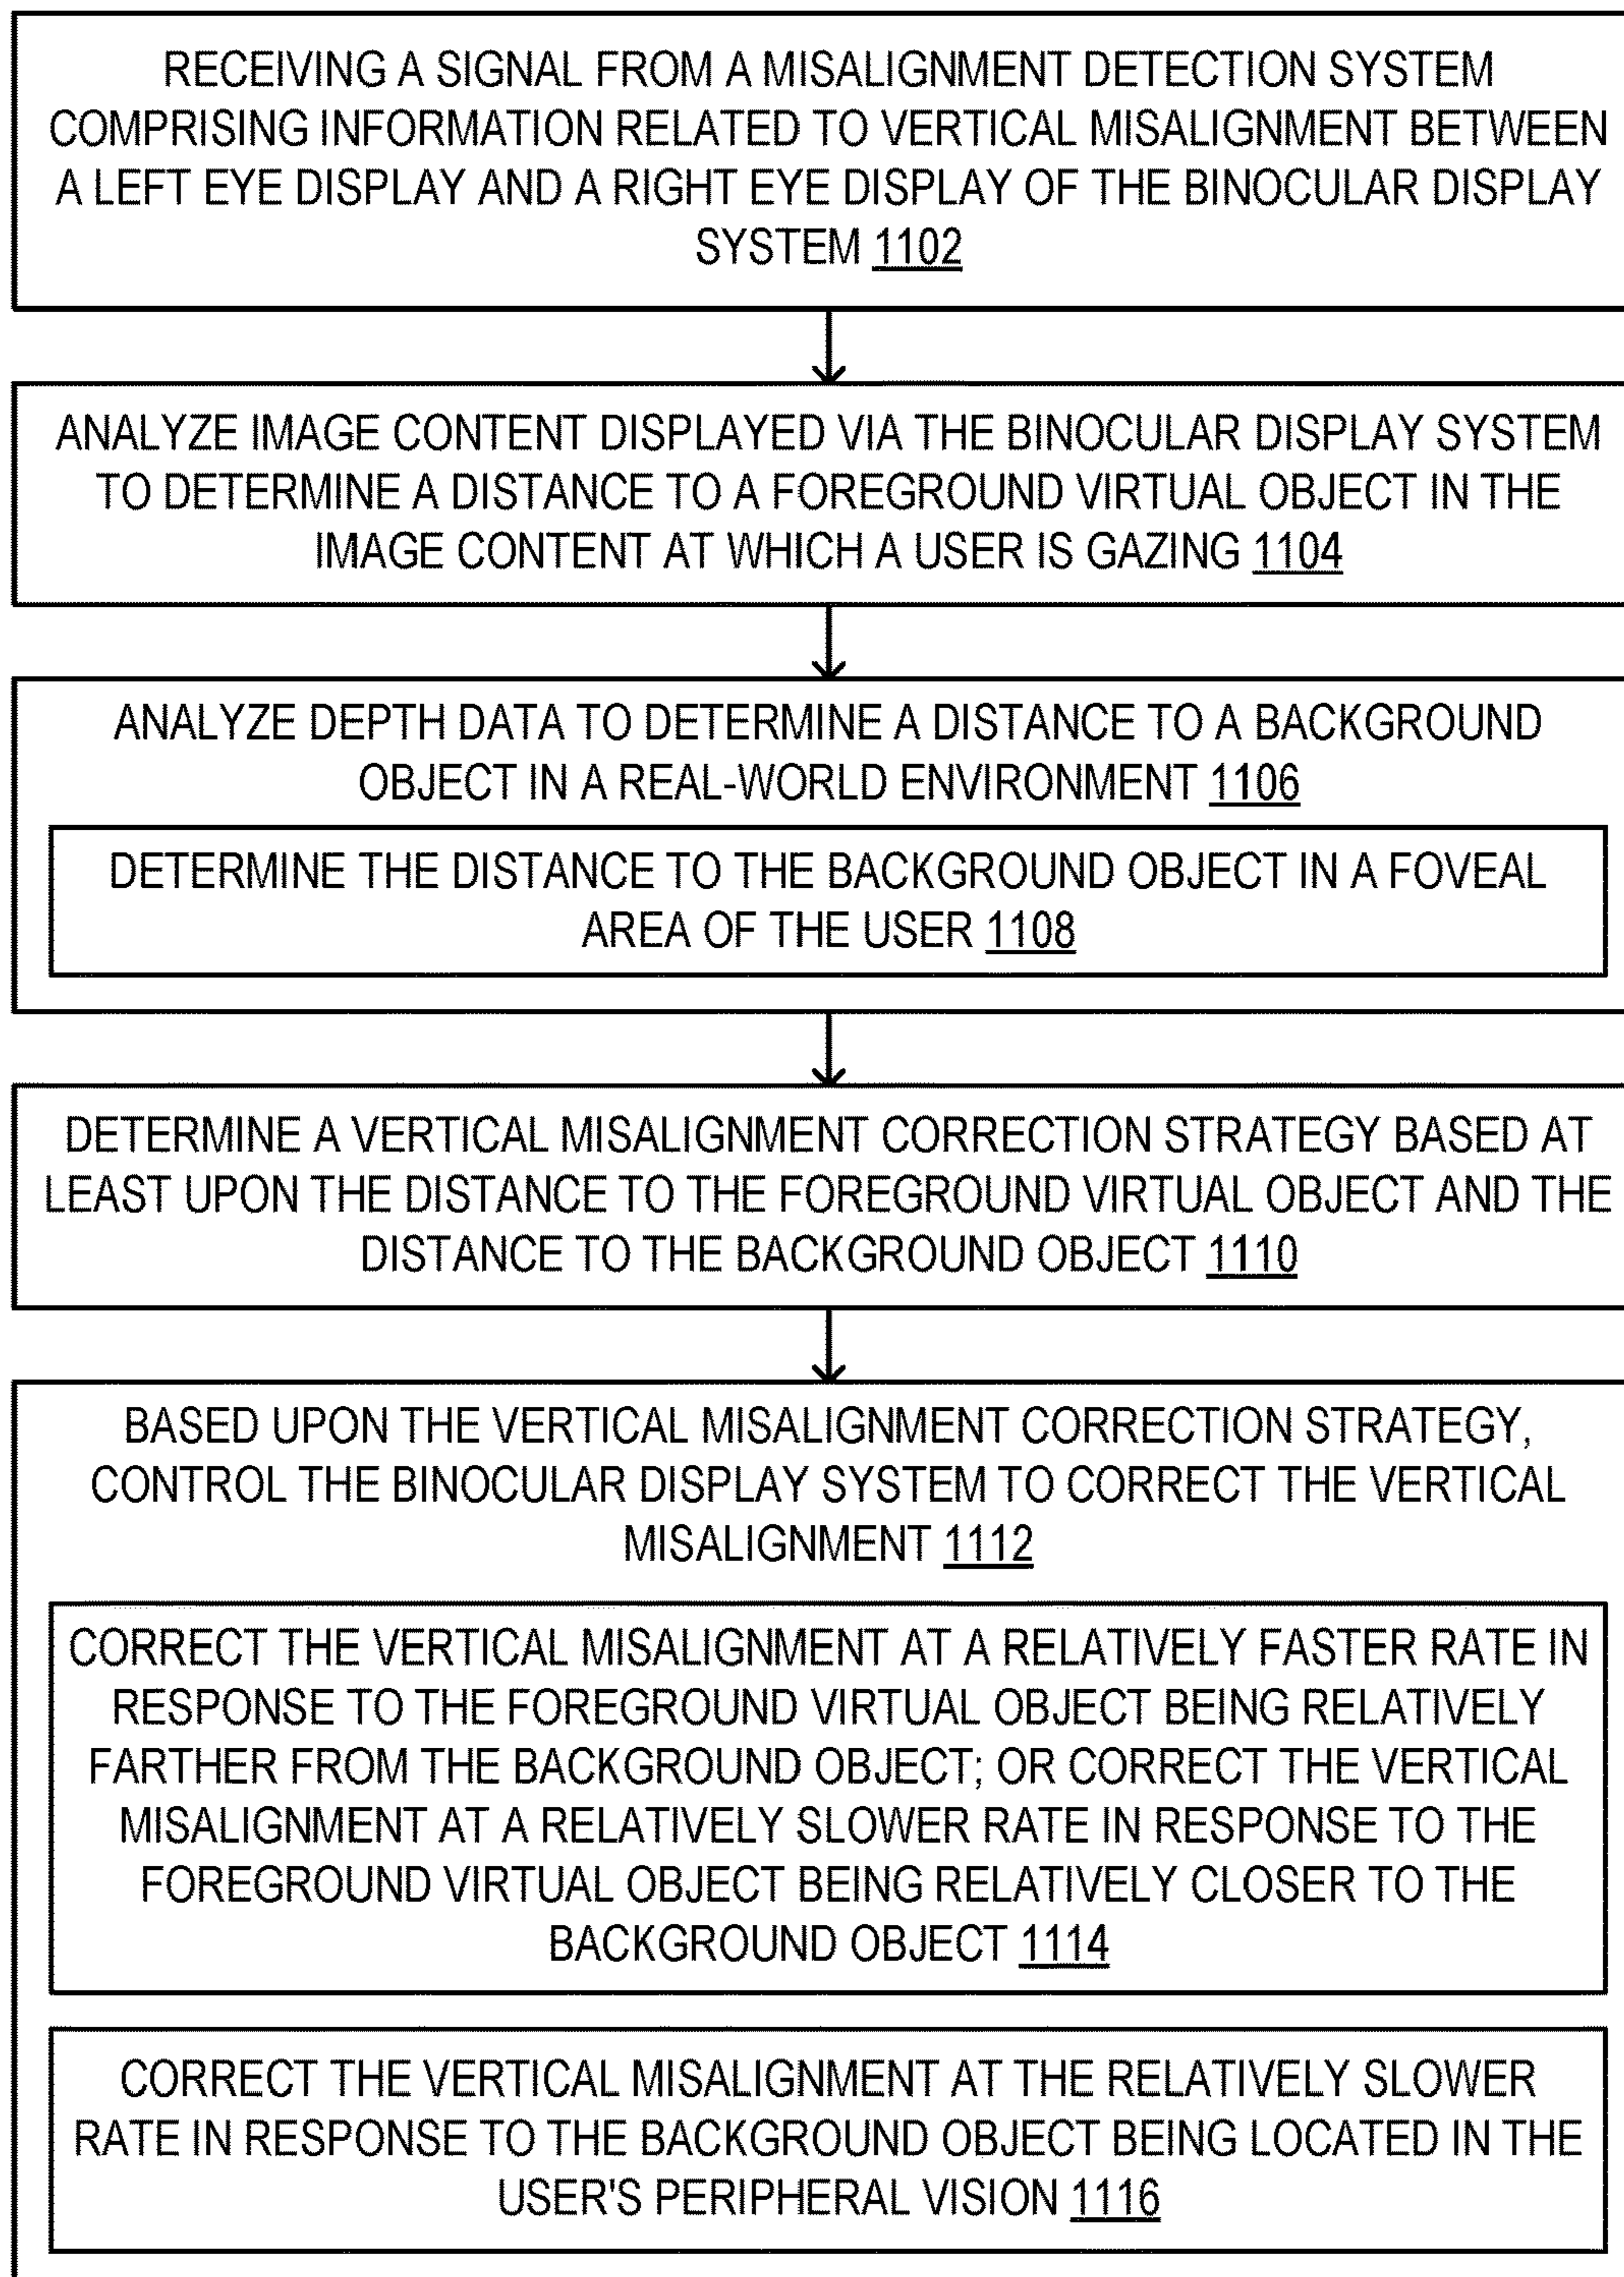 RECEIVING A SIGNAL FROM A MISALIGNMENT DETECTION SYSTEM
COMPRISING INFORMATION RELATED TO VERTICAL MISALIGNMENT BETWEEN
A LEFT EYE DISPLAY AND A RIGHT EYE DISPLAY OF THE BINOCULAR DISPLAY
SYSTEM 1102
ANALYZE IMAGE CONTENT DISPLAYED VIA THE BINOCULAR DISPLAY SYSTEM
TO DETERMINE A DISTANCE TO A FOREGROUND VIRTUAL OBJECT IN THE
IMAGE CONTENT AT WHICH A USER IS GAZING 1104
ANALYZE DEPTH DATA TO DETERMINE A DISTANCE TO A BACKGROUND
OBJECT IN A REAL-WORLD ENVIRONMENT 1106
DETERMINE THE DISTANCE TO THE BACKGROUND OBJECT IN A FOVEAL
AREA OF THE USER 1108
DETERMINE A VERTICAL MISALIGNMENT CORRECTION STRATEGY BASED AT
LEAST UPON THE DISTANCE TO THE FOREGROUND VIRTUAL OBJECT AND THE
DISTANCE TO THE BACKGROUND OBJECT 1110
BASED UPON THE VERTICAL MISALIGNMENT CORRECTION STRATEGY,
CONTROL THE BINOCULAR DISPLAY SYSTEM TO CORRECT THE VERTICAL
MISALIGNMENT 1112
CORRECT THE VERTICAL MISALIGNMENT AT A RELATIVELY FASTER RATE IN
RESPONSE TO THE FOREGROUND VIRTUAL OBJECT BEING RELATIVELY
FARTHER FROM THE BACKGROUND OBJECT; OR CORRECT THE VERTICAL
MISALIGNMENT AT A RELATIVELY SLOWER RATE IN RESPONSE TO THE
FOREGROUND VIRTUAL OBJECT BEING RELATIVELY CLOSER TO THE
BACKGROUND OBJECT 1114
CORRECT THE VERTICAL MISALIGNMENT AT THE RELATIVELY SLOWER
RATE IN RESPONSE TO THE BACKGROUND OBJECT BEING LOCATED IN THE
USER'S PERIPHERAL VISION 1116